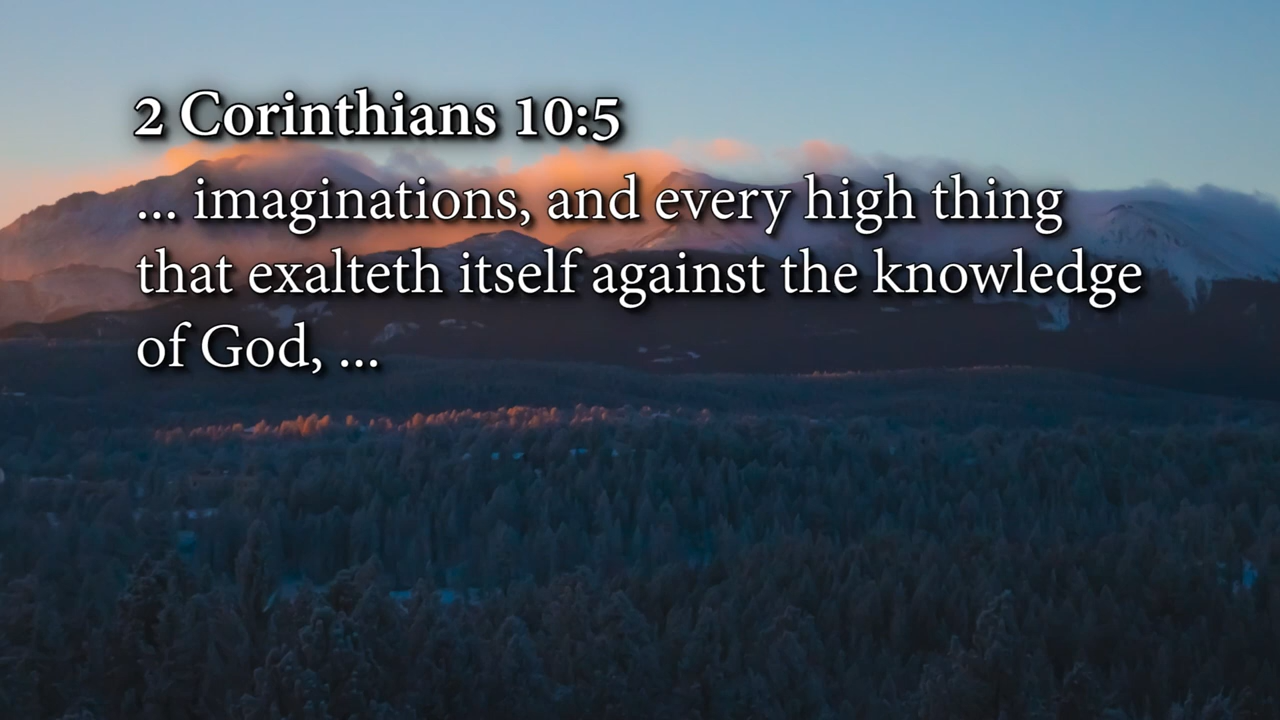 2 Corinthians 10:5
... imaginations, and every high thing
that exalteth itself against the knowledge
of God, ...